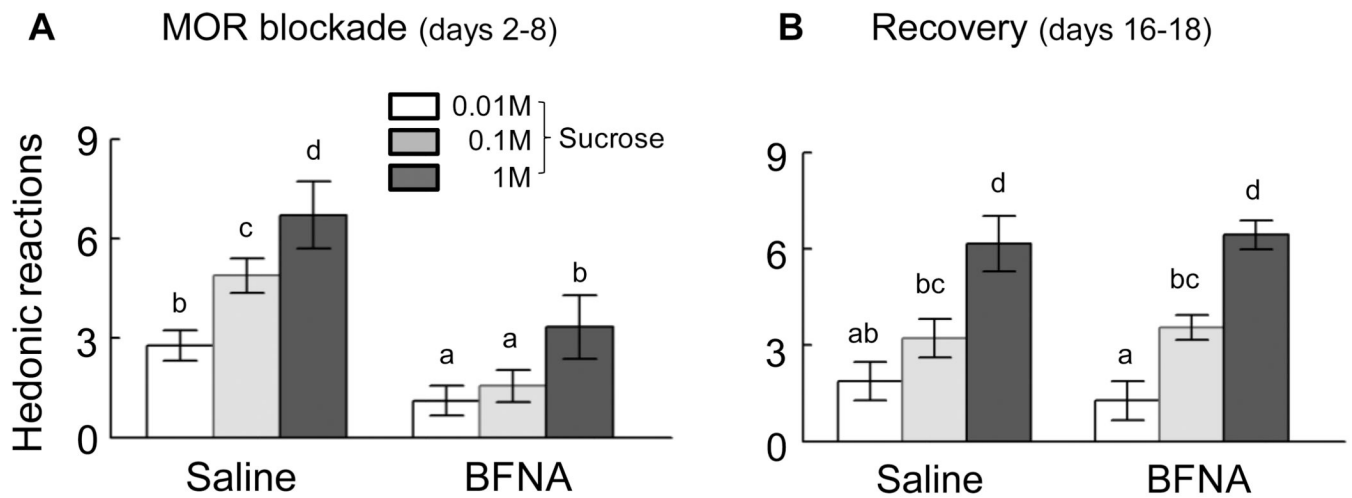 A MOR blockade (days 2-8)
B Recovery (days 16-18)
0.01M
0.1M
1M
Sucrose
Hedonic reactions
9
6
3
0
b
c
d
a
a
b
Saline
BFNA
9
6
3
0
ab
bc
d
a
bc
d
Saline
BFNA